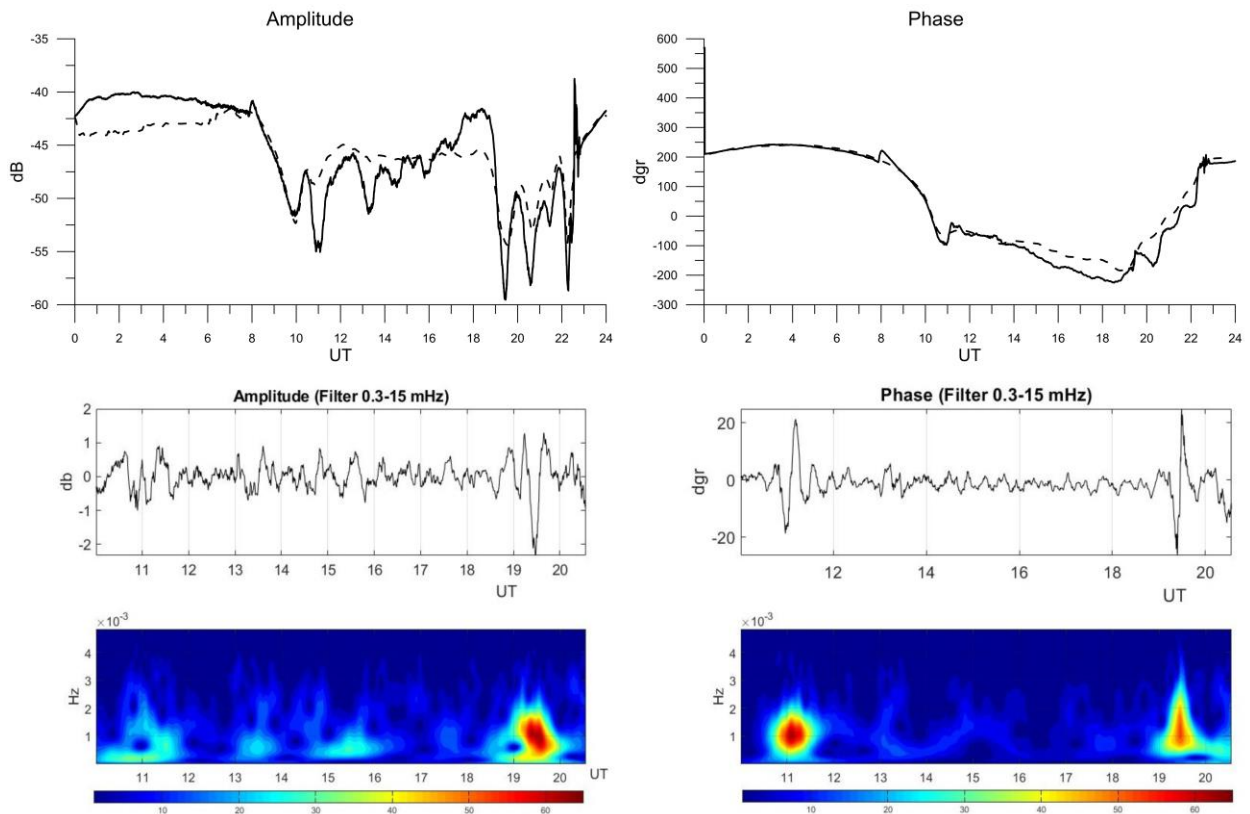 Amplitude
Phase
-35
-40
-45
-50
-55
-60
dB
0 2 4 6 8 10 12 14 16 18 20 22 24
UT
600
500
400
300
200
100
0
-100
-200
-300
dgr
0 2 4 6 8 10 12 14 16 18 20 22 24
UT
Amplitude (Filter 0.3-15 mHz)
2
1
0
-1
-2
db
11 12 13 14 15 16 17 18 19 20
UT
Phase (Filter 0.3-15 mHz)
20
0
-20
dgr
12 14 16 18 20
UT
×10⁻³
4
3
2
1
Hz
11 12 13 14 15 16 17 18 19 20 UT
10 20 30 40 50 60
×10⁻³
4
3
2
1
Hz
11 12 13 14 15 16 17 18 19 20
10 20 30 40 50 60